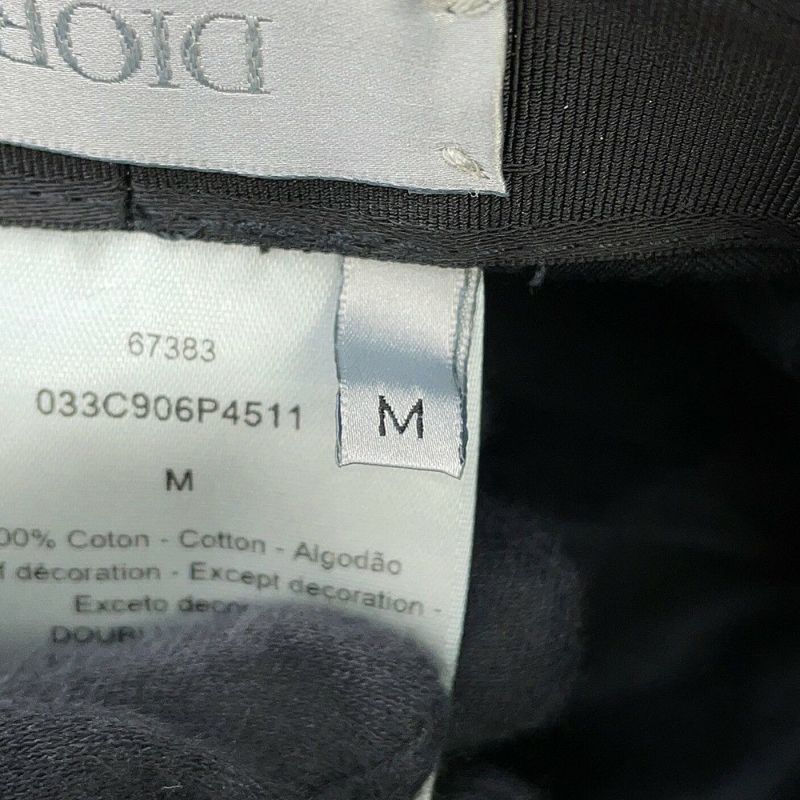 DIOR
67383
033C906P4511
M
M
00% Coton - Cotton - Algodão
décoration - Except decoration -
Exceto